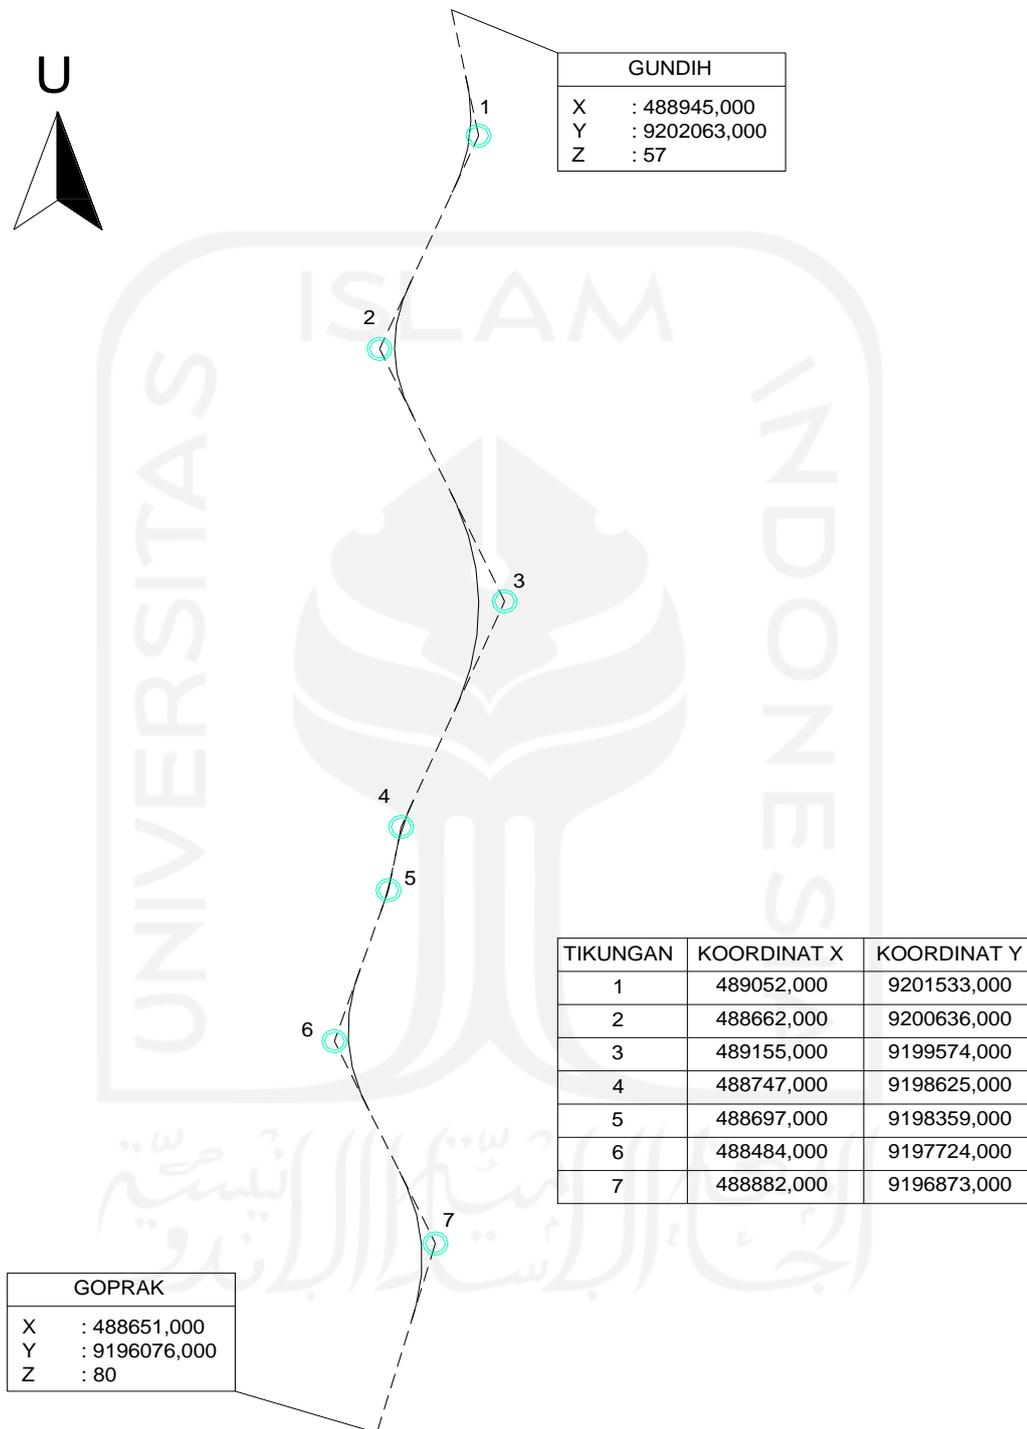 U
GUNDIH
X : 488945,000
Y : 9202063,000
Z : 57
1
ISLAM
2
UNIVERSITAS
INDONESIA
3
4
5
TIKUNGAN KOORDINAT X KOORDINAT Y
1 489052,000 9201533,000
2 488662,000 9200636,000
3 489155,000 9199574,000
4 488747,000 9198625,000
5 488697,000 9198359,000
6 488484,000 9197724,000
7 488882,000 9196873,000
6
7
GOPRAK
X : 488651,000
Y : 9196076,000
Z : 80